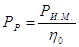 P_P = P_{И.М.} / η_0